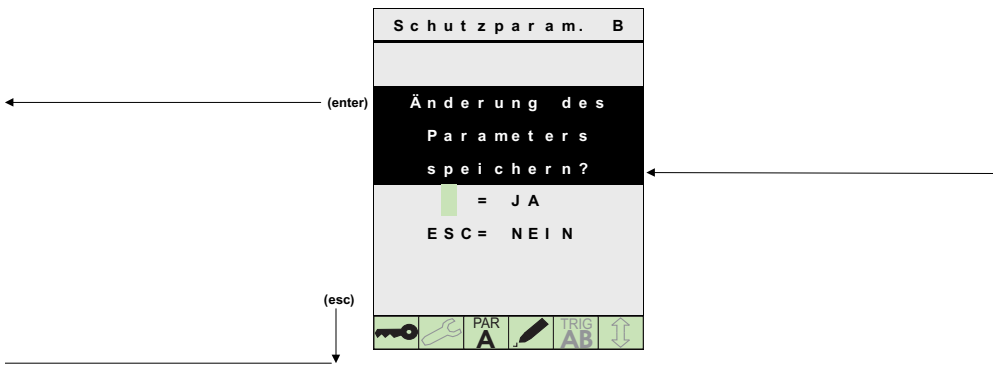 Schutzparam. B
(enter)
Änderung des
Parameters
speichern?
= JA
ESC= NEIN
(esc)
PAR
A
TRIG
AB